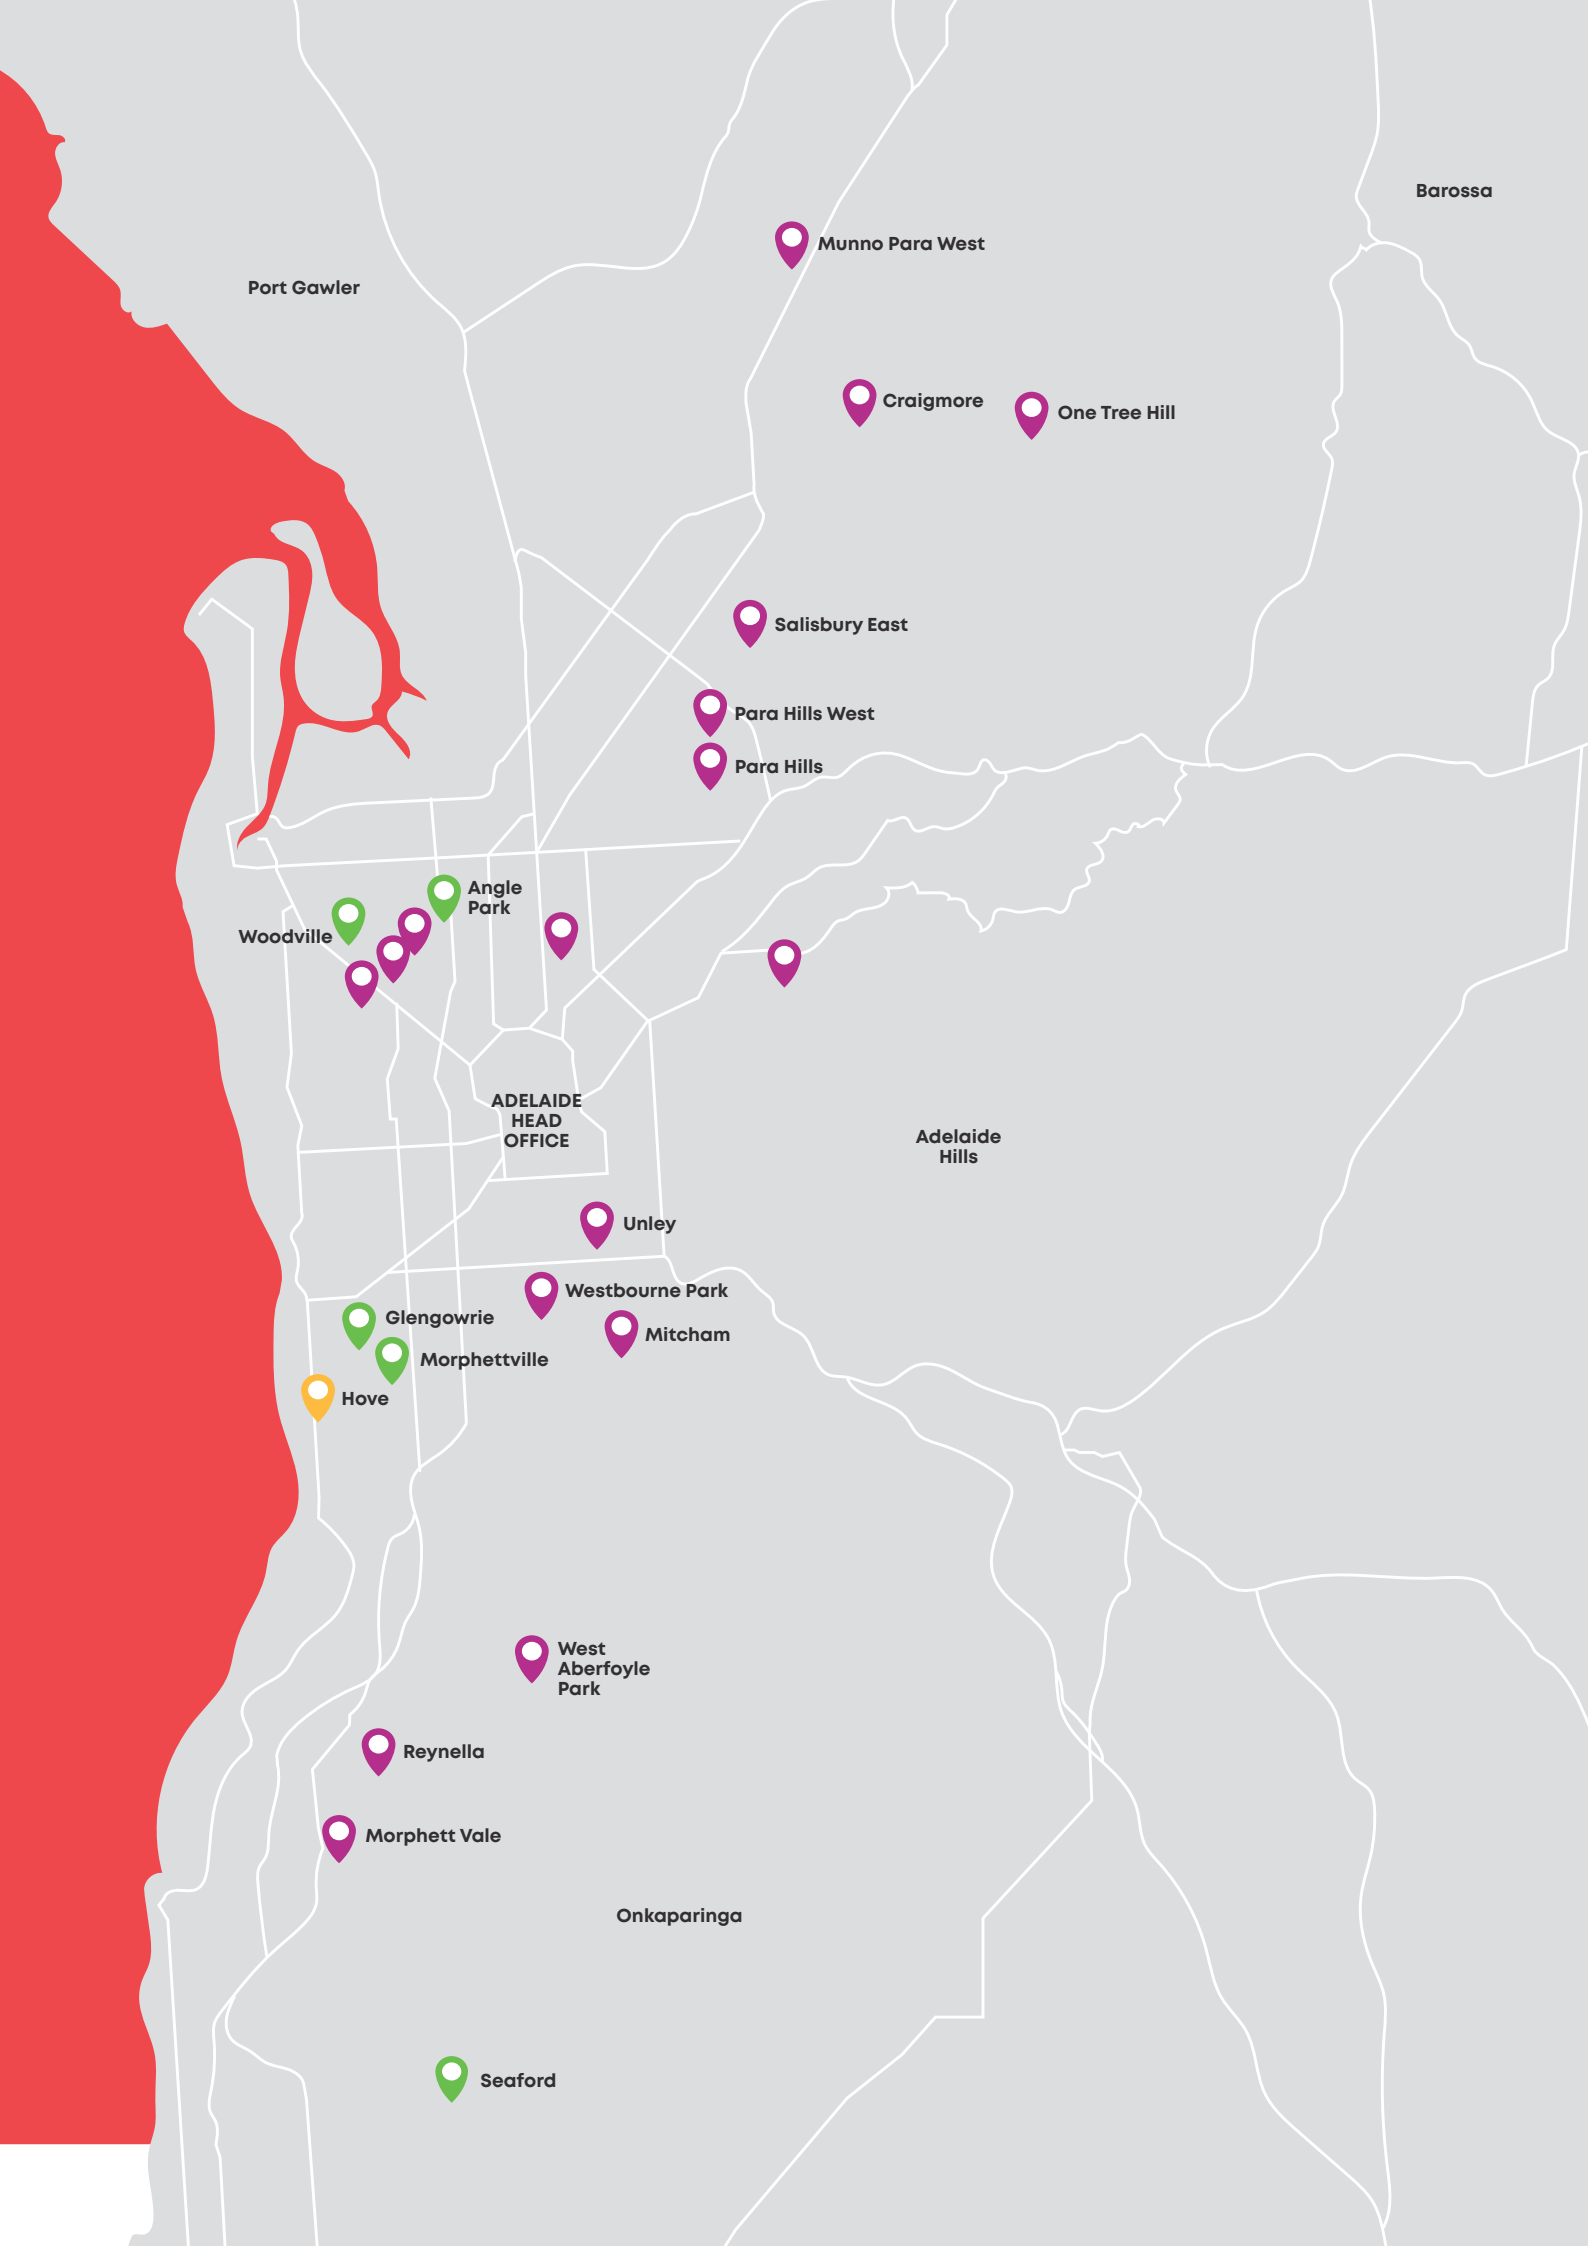 Barossa
Munno Para West
Port Gawler
Craigmore
One Tree Hill
Salisbury East
Para Hills West
Para Hills
Angle
Park
Woodville
ADELAIDE
HEAD
OFFICE
Adelaide
Hills
Unley
Westbourne Park
Glengowrie
Mitcham
Morphettville
Hove
West
Aberfoyle
Park
Reynella
Morphett Vale
Onkaparinga
Seaford